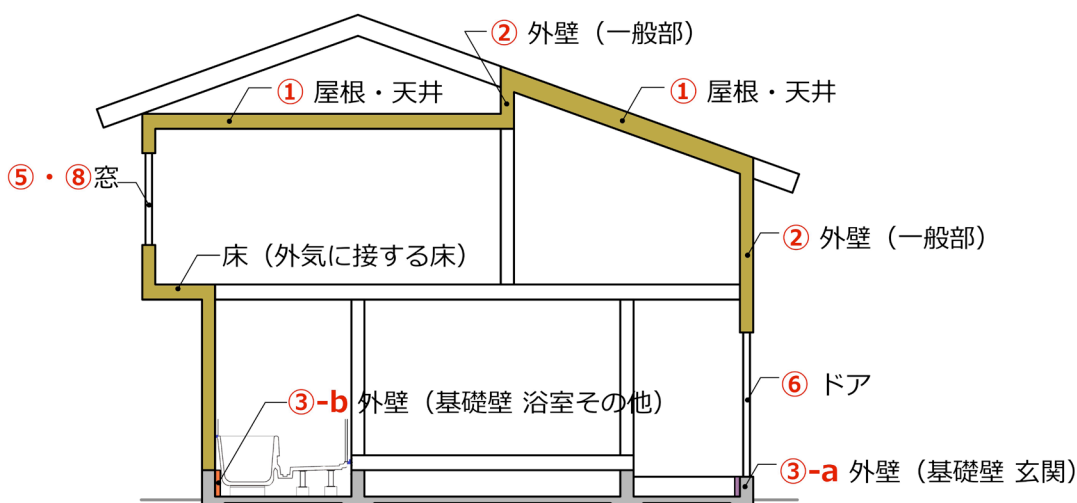 ② 外壁（一般部）
① 屋根・天井
① 屋根・天井
⑤・⑧窓
② 外壁（一般部）
床（外気に接する床）
⑥ ドア
③-b 外壁（基礎壁 浴室その他）
③-a 外壁（基礎壁 玄関）